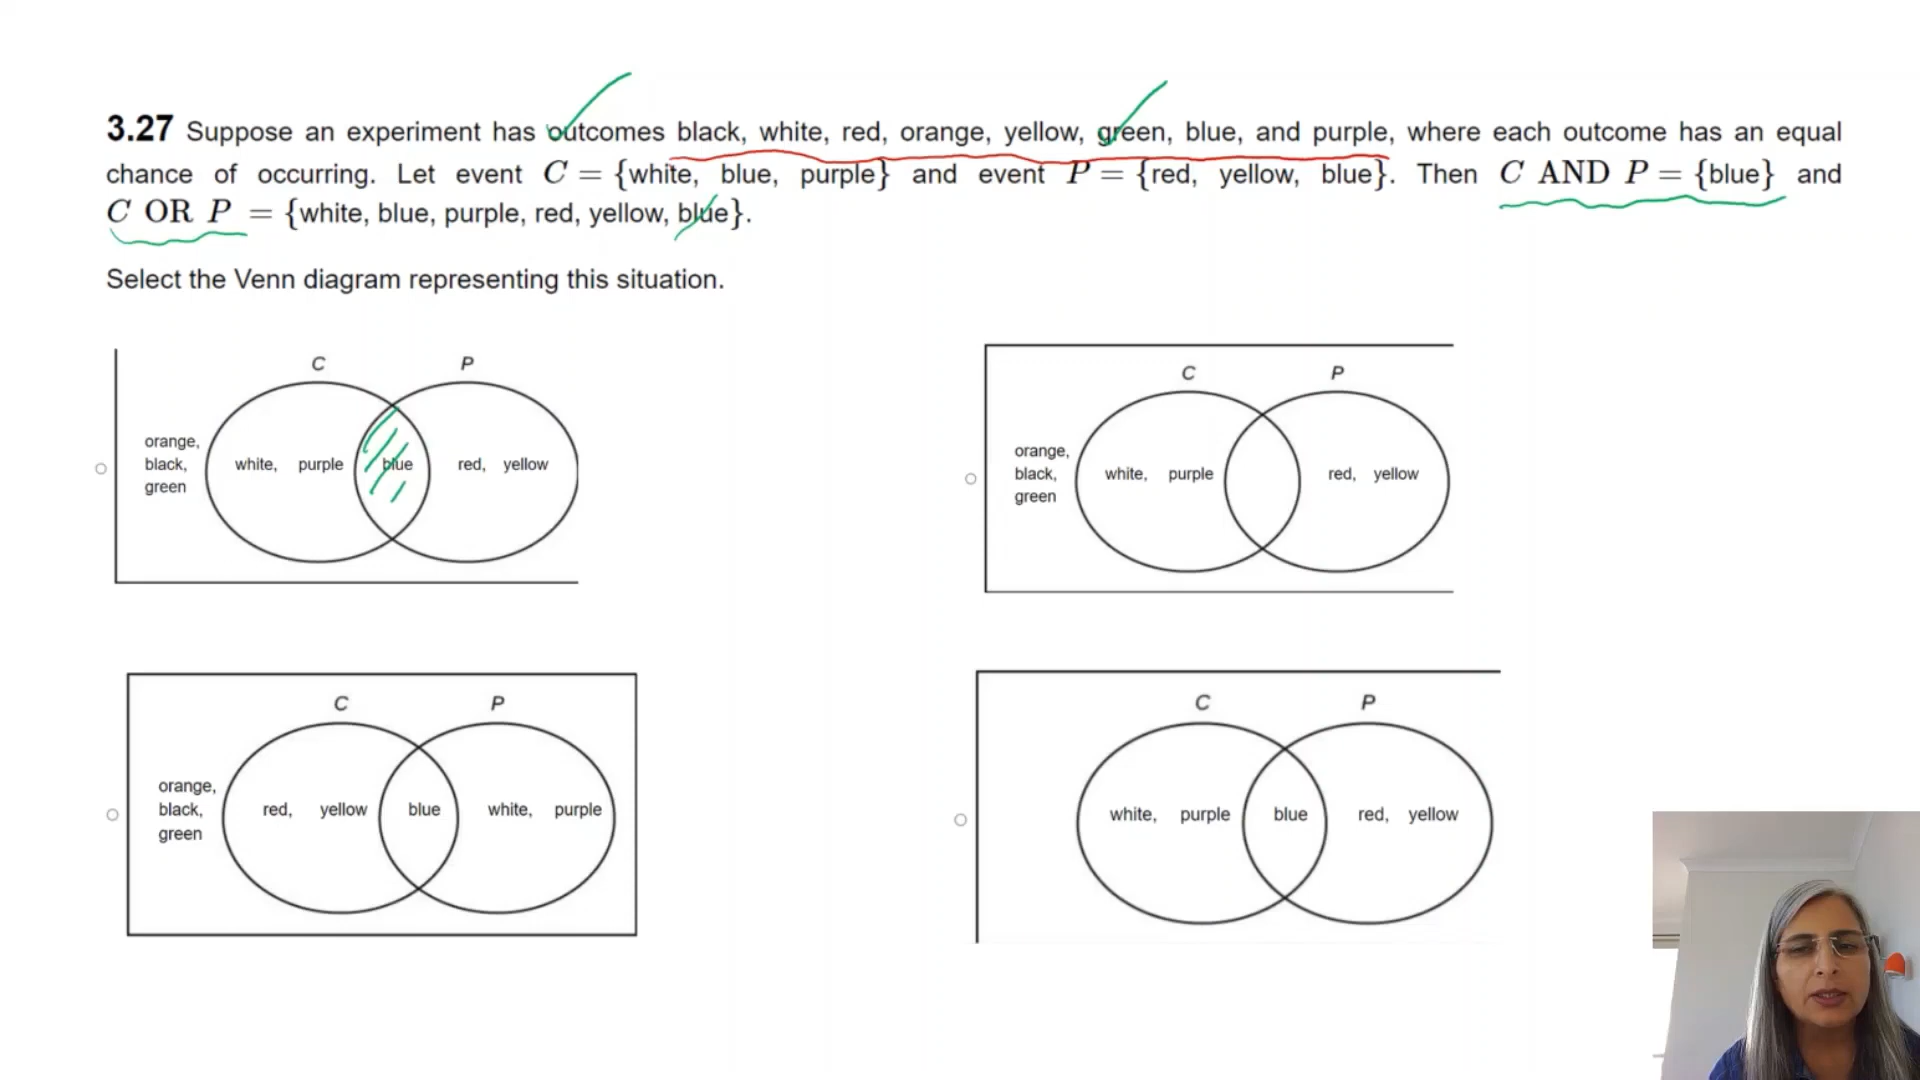 3.27 Suppose an experiment has outcomes black, white, red, orange, yellow, green, blue, and purple, where each outcome has an equal
chance of occurring. Let event C = {white, blue, purple} and event P = {red, yellow, blue}. Then C AND P = {blue} and
C OR P = {white, blue, purple, red, yellow, blue}.
Select the Venn diagram representing this situation.
C P
orange,
black,
green
white, purple blue red, yellow
C P
orange,
black,
green
white, purple red, yellow
C P
orange,
black,
green
red, yellow blue white, purple
C P
white, purple blue red, yellow